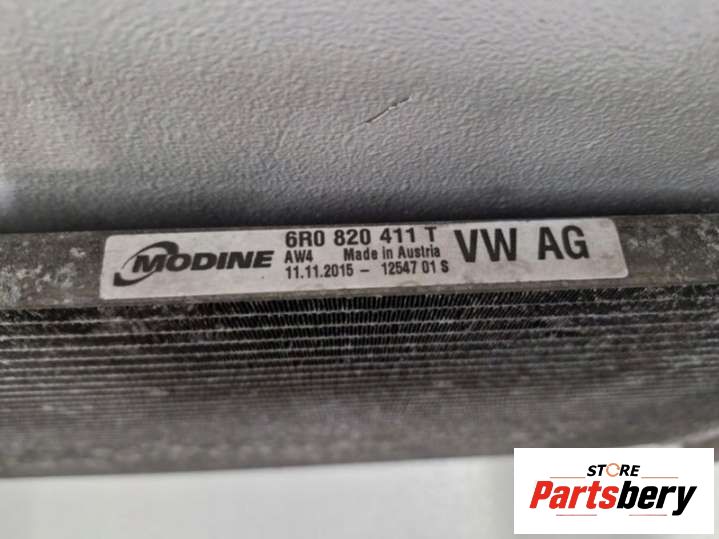 MODINE
6R0 820 411 T
AW4 Made in Austria
11.11.2015 - 12547 01 S
VW AG
STORE
Partsbery